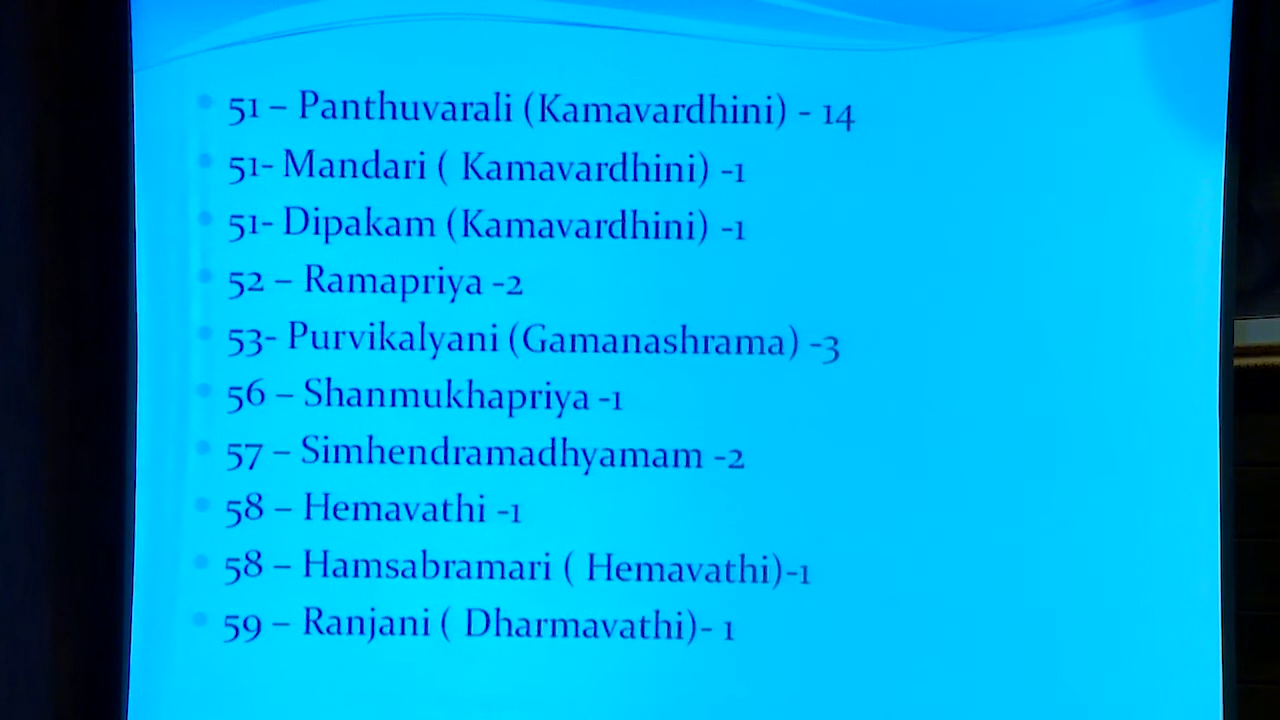 51 – Panthuvarali (Kamavardhini) - 14
51- Mandari ( Kamavardhini) -1
51- Dipakam (Kamavardhini) -1
52 – Ramapriya -2
53- Purvikalyani (Gamanashrama) -3
56 – Shanmukhapriya -1
57 – Simhendramadhyamam -2
58 – Hemavathi -1
58 – Hamsabramari ( Hemavathi)-1
59 – Ranjani ( Dharmavathi)- 1